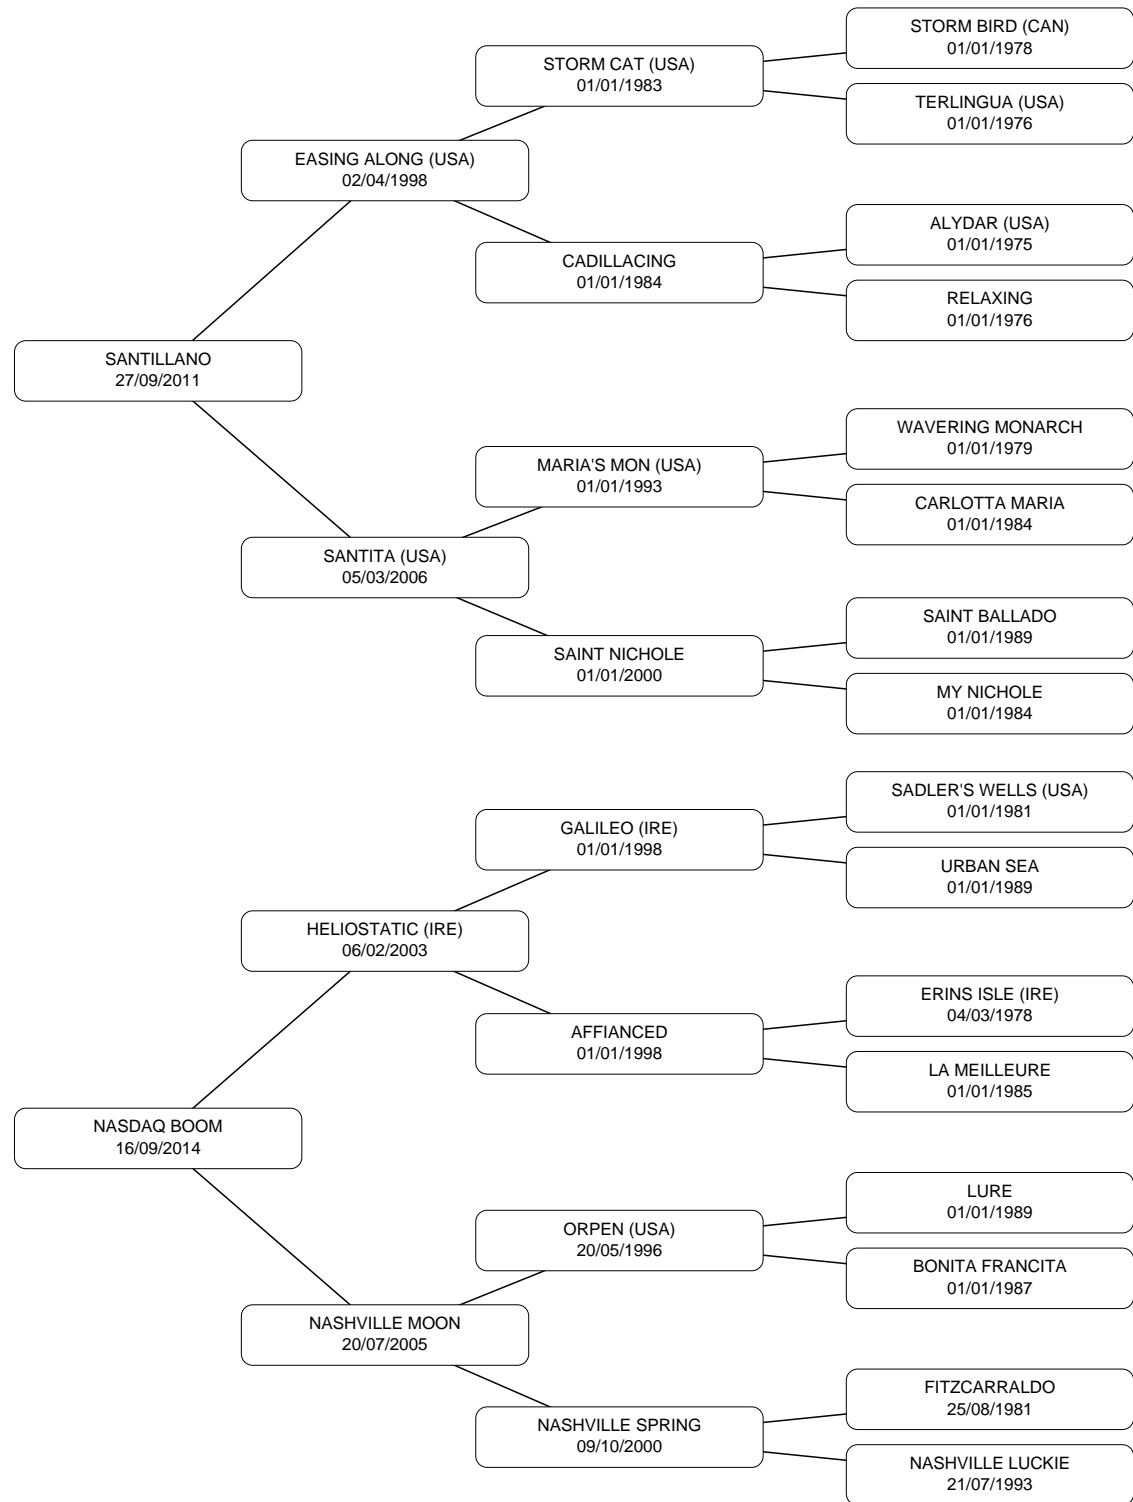 STORM BIRD (CAN)
01/01/1978
STORM CAT (USA)
01/01/1983
TERLINGUA (USA)
01/01/1976
EASING ALONG (USA)
02/04/1998
ALYDAR (USA)
01/01/1975
CADILLACING
01/01/1984
RELAXING
01/01/1976
SANTILLANO
27/09/2011
WAVERING MONARCH
01/01/1979
MARIA'S MON (USA)
01/01/1993
CARLOTTA MARIA
01/01/1984
SANTITA (USA)
05/03/2006
SAINT BALLADO
01/01/1989
SAINT NICHOLE
01/01/2000
MY NICHOLE
01/01/1984
SADLER'S WELLS (USA)
01/01/1981
GALILEO (IRE)
01/01/1998
URBAN SEA
01/01/1989
HELIOSTATIC (IRE)
06/02/2003
ERINS ISLE (IRE)
04/03/1978
AFFIANCED
01/01/1998
LA MEILLEURE
01/01/1985
NASDAQ BOOM
16/09/2014
LURE
01/01/1989
ORPEN (USA)
20/05/1996
BONITA FRANCITA
01/01/1987
NASHVILLE MOON
20/07/2005
FITZCARRALDO
25/08/1981
NASHVILLE SPRING
09/10/2000
NASHVILLE LUCKIE
21/07/1993